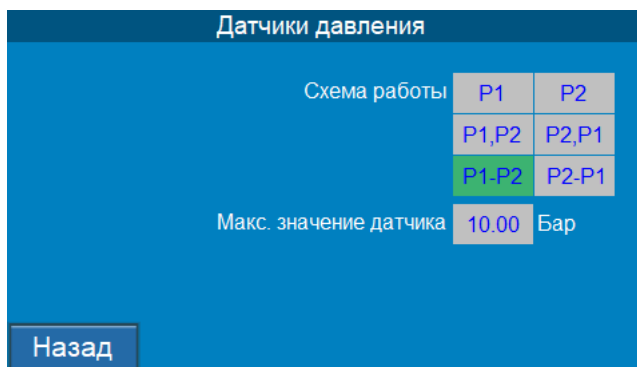 Датчики давления
Схема работы P1 P2
P1,P2 P2,P1
P1-P2 P2-P1
Макс. значение датчика 10.00 Бар
Назад